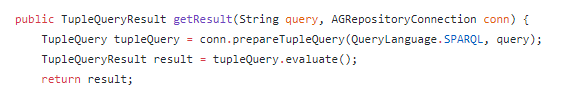 public TupleQueryResult getResult(String query, AGRepositoryConnection conn) {
    TupleQuery tupleQuery = conn.prepareTupleQuery(QueryLanguage.SPARQL, query);
    TupleQueryResult result = tupleQuery.evaluate();
    return result;